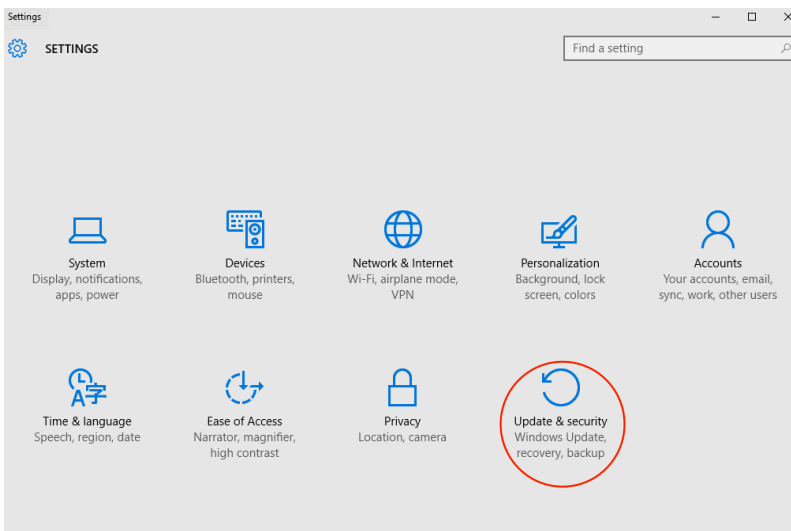 Settings
SETTINGS
Find a setting
System
Display, notifications,
apps, power
Devices
Bluetooth, printers,
mouse
Network & Internet
Wi-Fi, airplane mode,
VPN
Personalization
Background, lock
screen, colors
Accounts
Your accounts, email,
sync, work, other users
A字
Time & language
Speech, region, date
Ease of Access
Narrator, magnifier,
high contrast
Privacy
Location, camera
Update & security
Windows Update,
recovery, backup